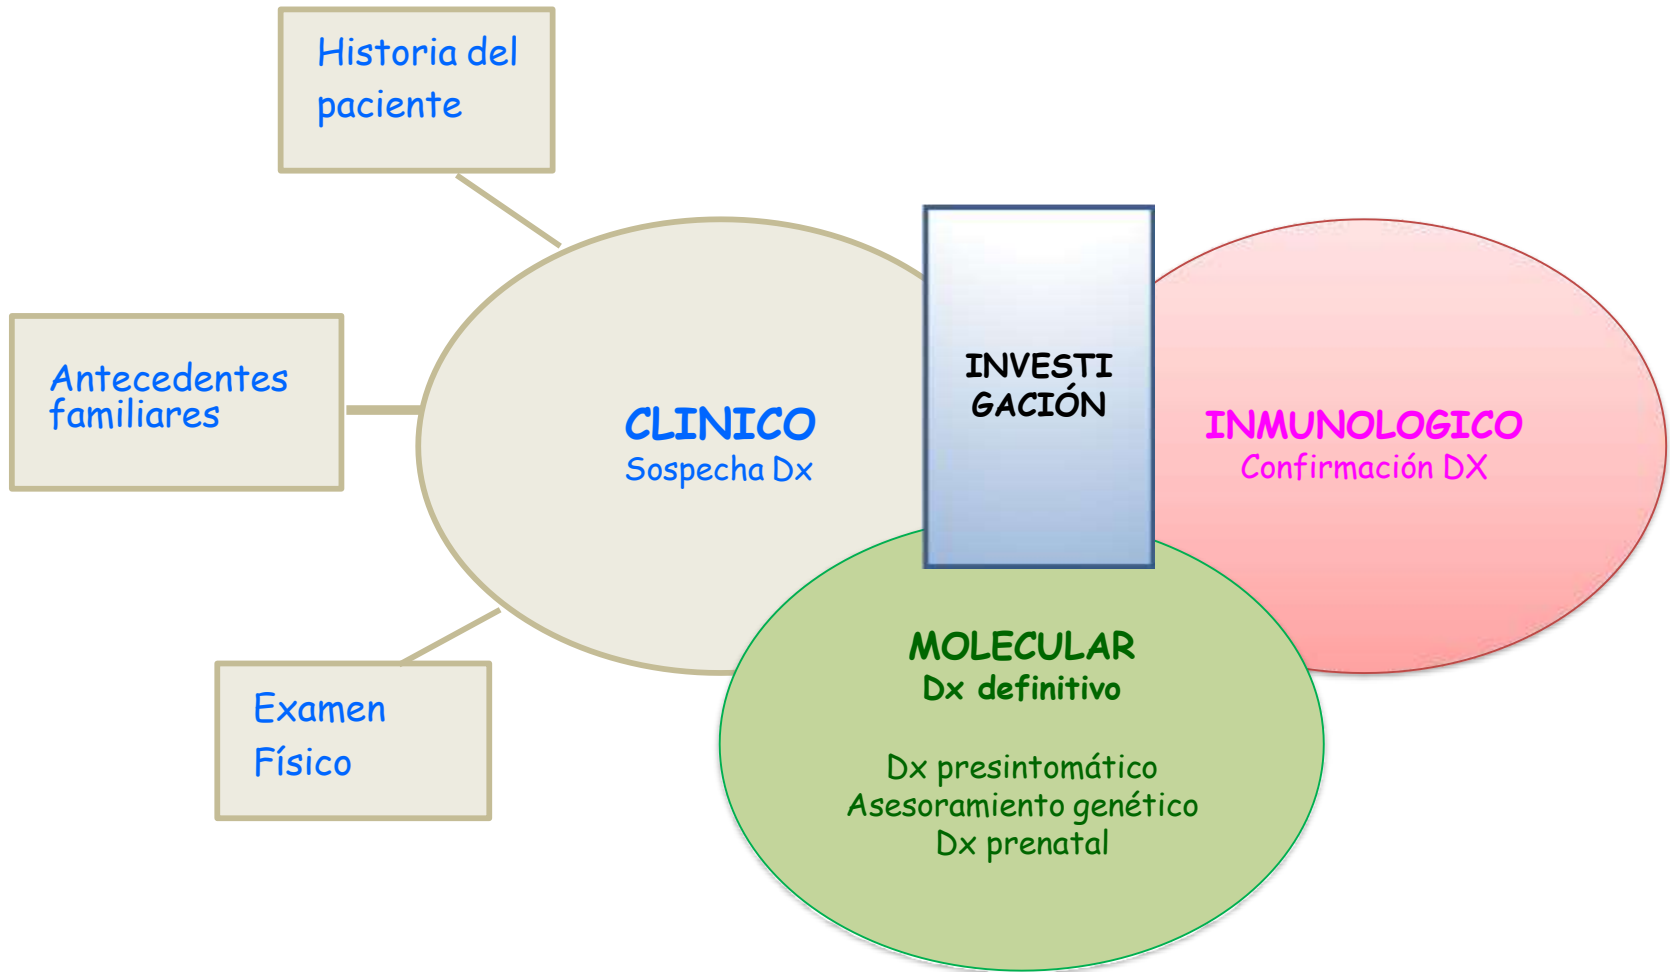 Historia del
paciente
Antecedentes
familiares
Examen
Físico
CLINICO
Sospecha Dx
INVESTI
GACIÓN
INMUNOLOGICO
Confirmación DX
MOLECULAR
Dx definitivo
Dx presintomático
Asesoramiento genético
Dx prenatal